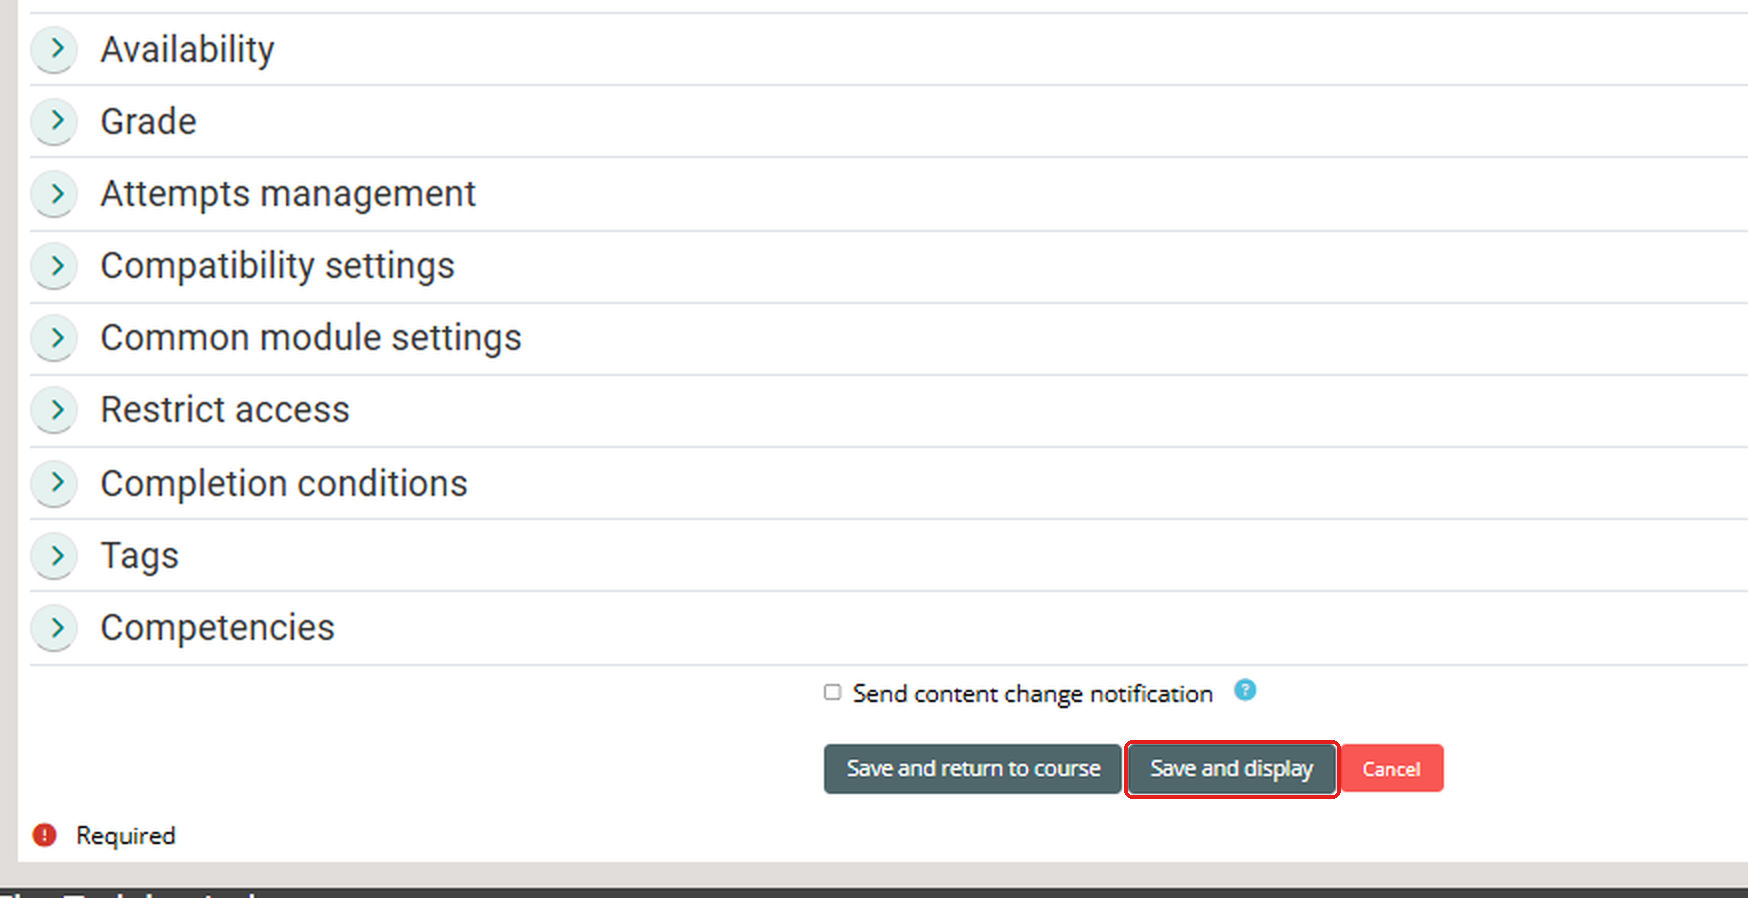 Availability
Grade
Attempts management
Compatibility settings
Common module settings
Restrict access
Completion conditions
Tags
Competencies
Send content change notification ?
Save and return to course Save and display Cancel
! Required